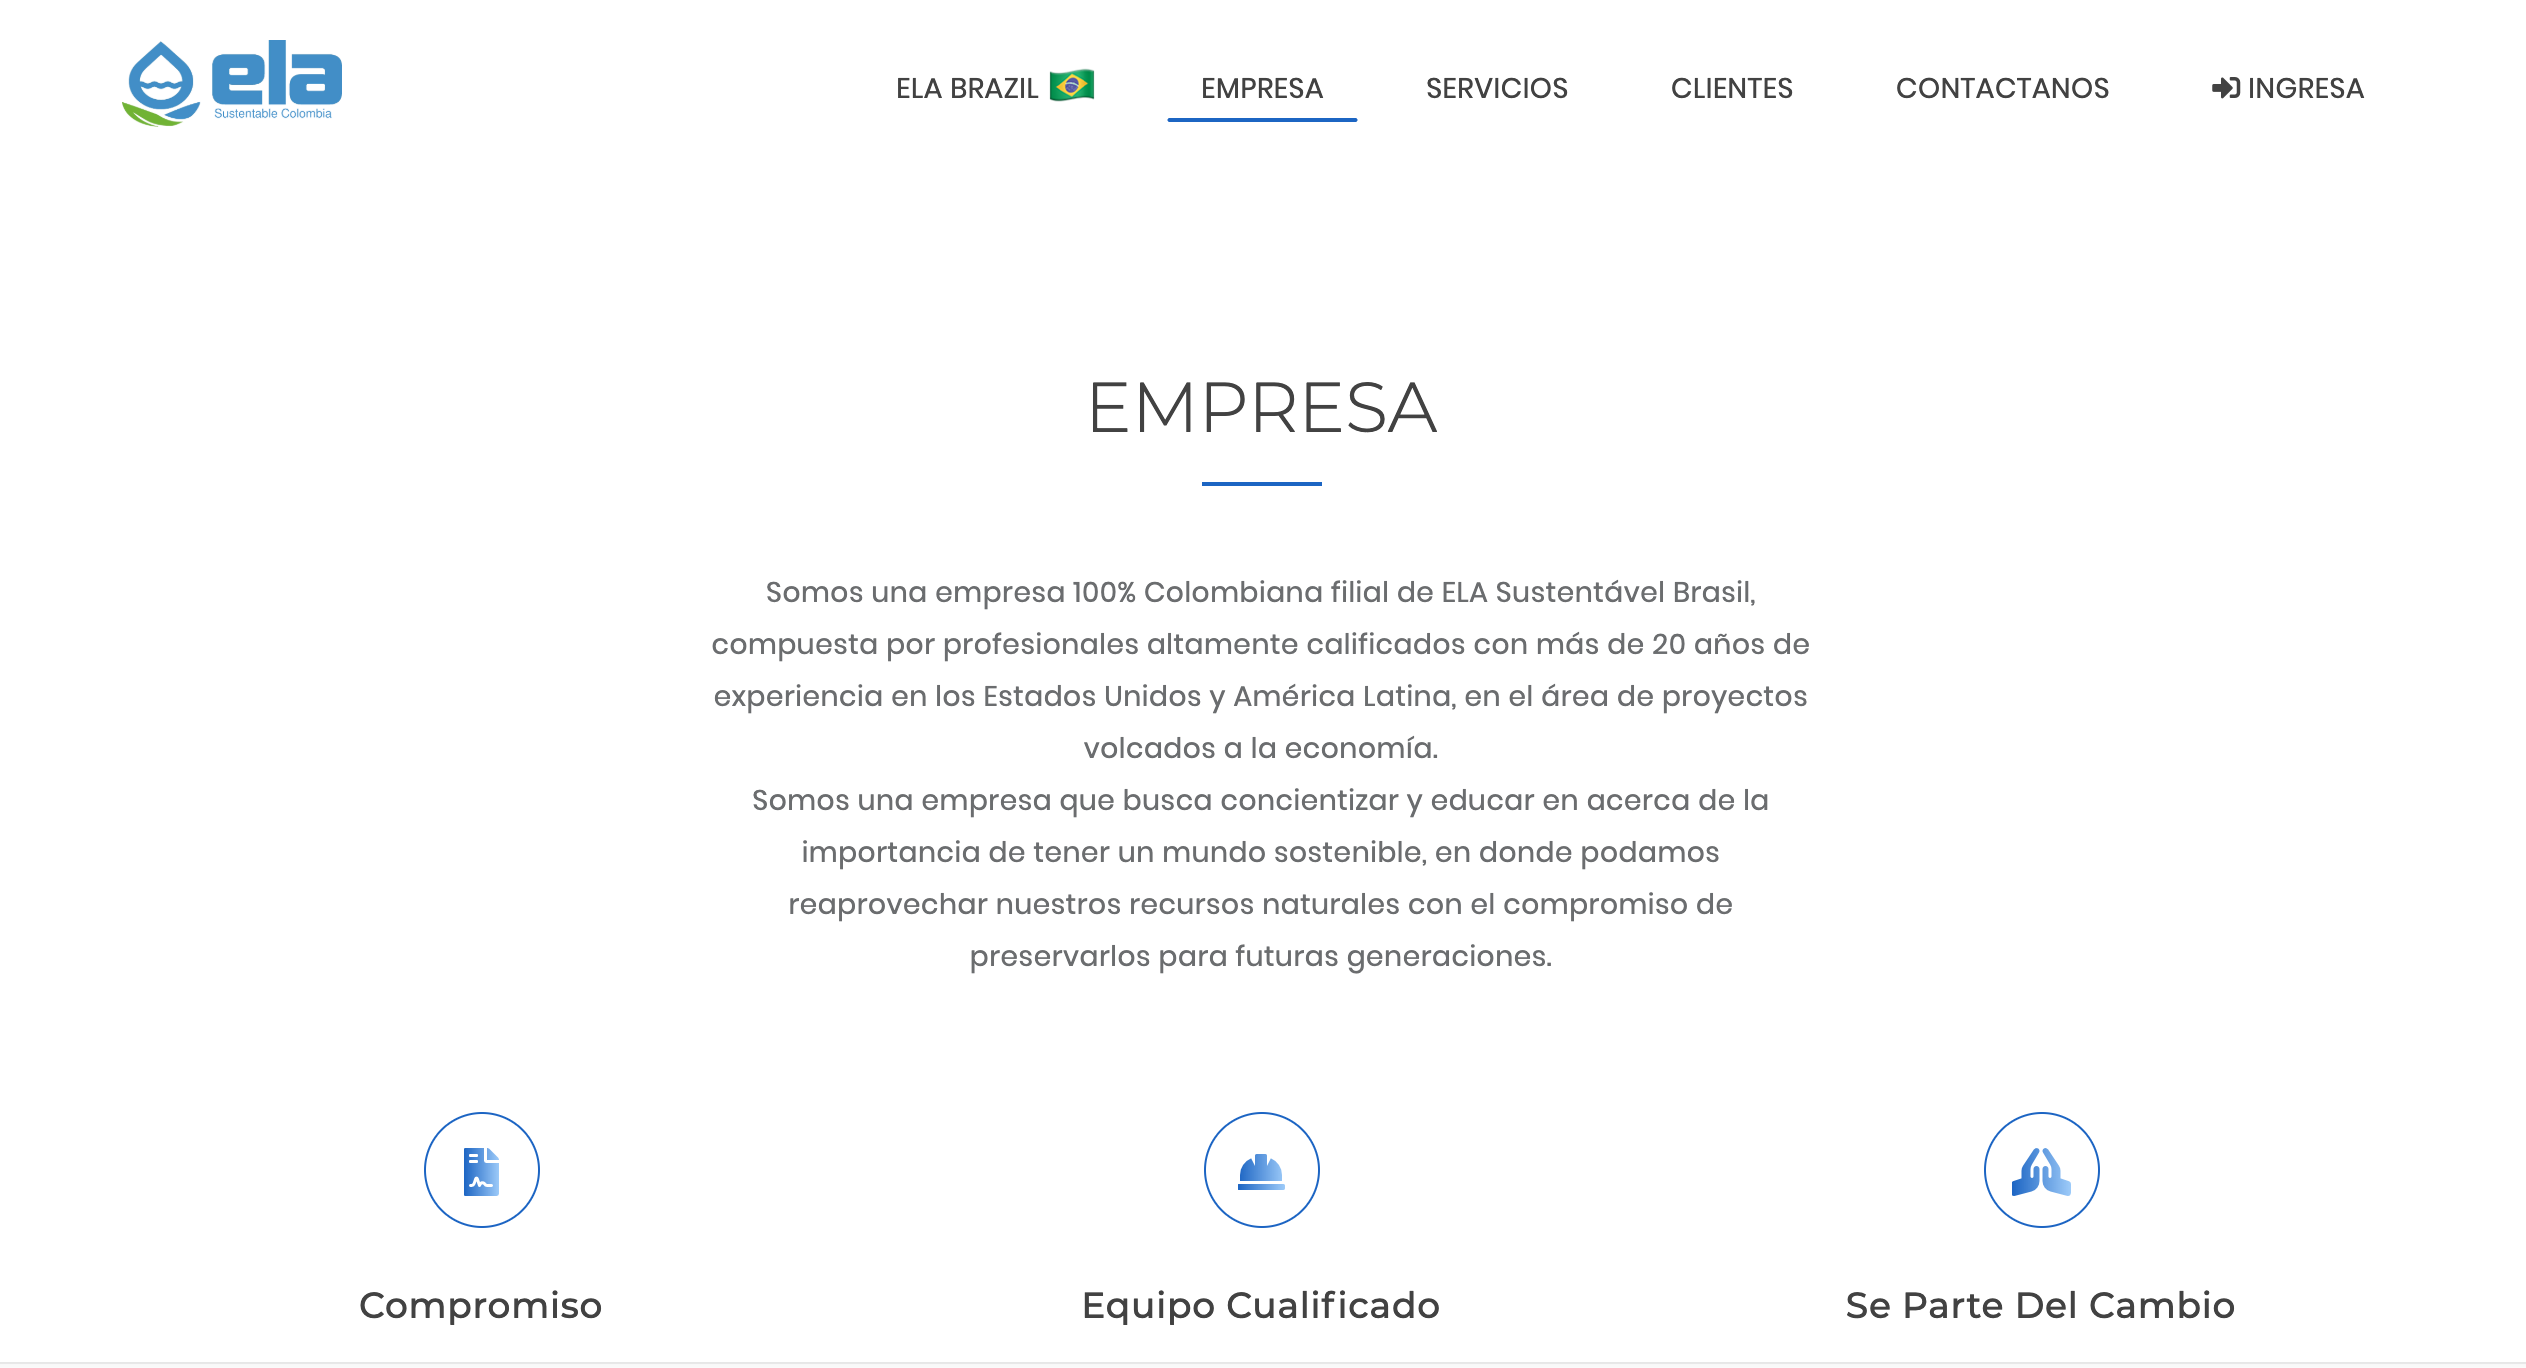 ela
Sustentable Colombia
ELA BRAZIL
EMPRESA
SERVICIOS
CLIENTES
CONTACTANOS
INGRESA
EMPRESA
Somos una empresa 100% Colombiana filial de ELA Sustentável Brasil,
compuesta por profesionales altamente calificados con más de 20 años de
experiencia en los Estados Unidos y América Latina, en el área de proyectos
volcados a la economía.
Somos una empresa que busca concientizar y educar en acerca de la
importancia de tener un mundo sostenible, en donde podamos
reaprovechar nuestros recursos naturales con el compromiso de
preservarlos para futuras generaciones.
Compromiso
Equipo Cualificado
Se Parte Del Cambio